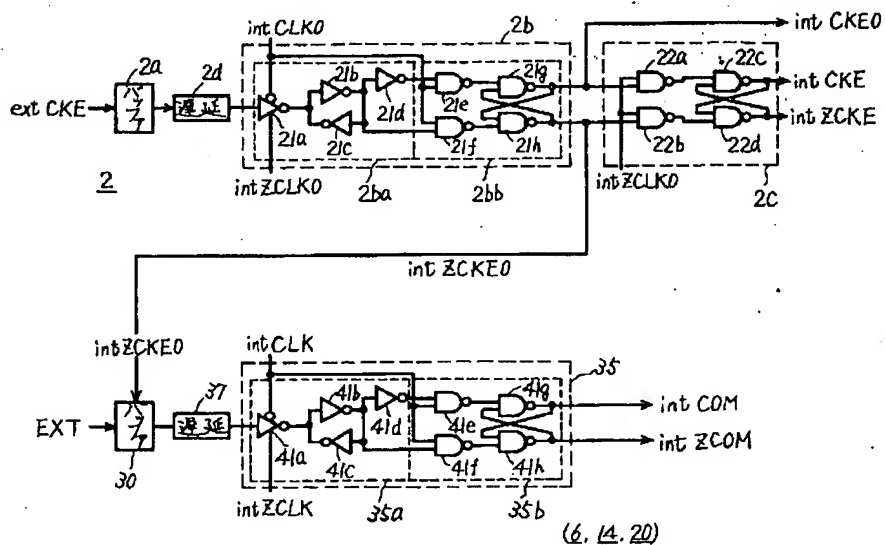 int CLK0
2b
int CKE0
2a
バッファ
2d
遅延
ext CKE
21a
21b
21c
21d
21e
21f
21g
21h
22a
22c
22b
22d
int CKE
int ZCKE
2
int ZCLK0
2ba
2bb
int ZCLK0
2c
int ZCKE0
int ZCKE0
int CLK
35
バッファ
37
遅延
EXT
30
41a
41b
41c
41d
41e
41f
41g
41h
int COM
int ZCOM
int ZCLK
35a
35b
(6, 14, 20)